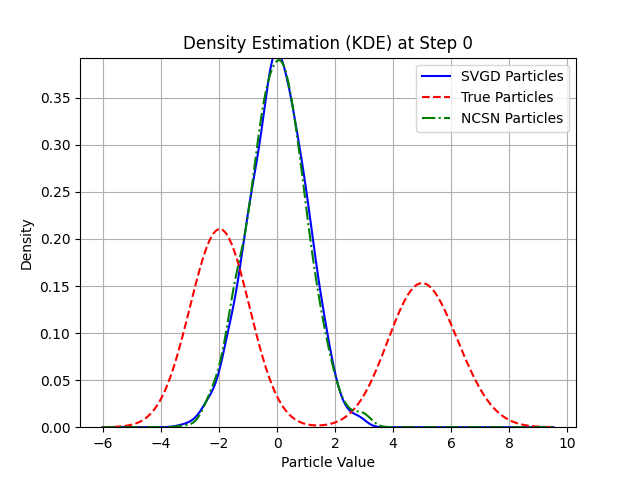 Density Estimation (KDE) at Step 0
SVGD Particles
True Particles
NCSN Particles
Density
0.35
0.30
0.25
0.20
0.15
0.10
0.05
0.00
−6 −4 −2 0 2 4 6 8 10
Particle Value